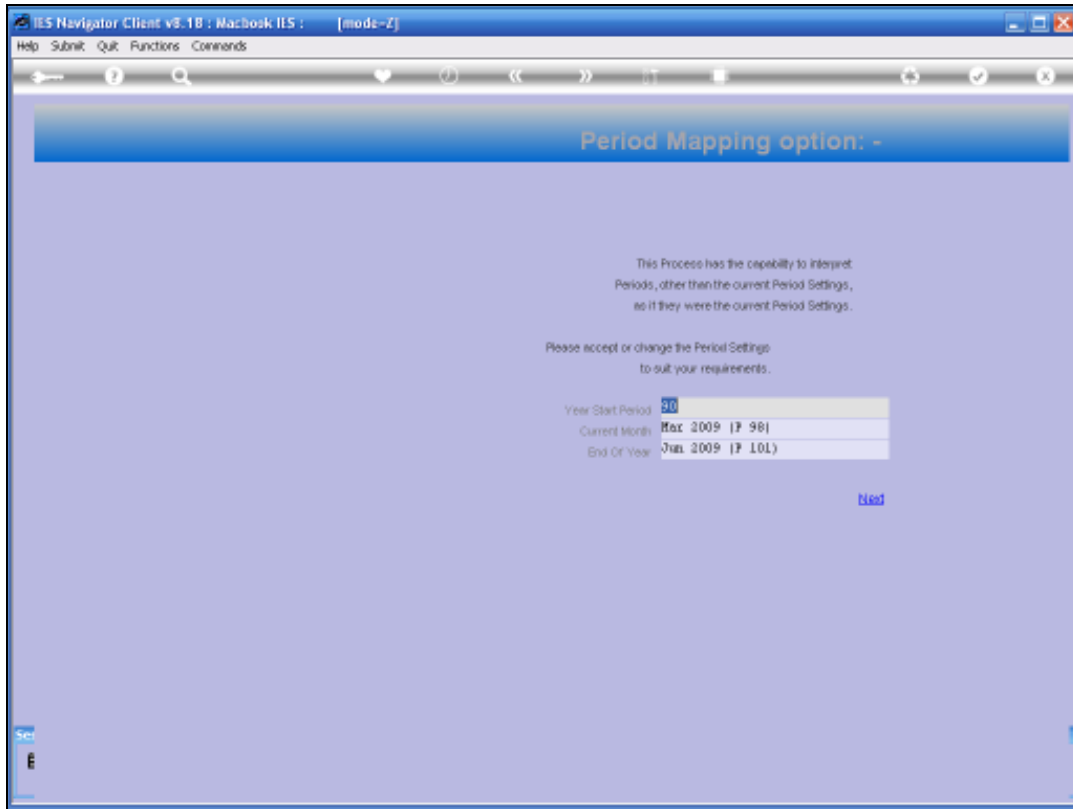 IES Navigator Client v8.1B : Macbook IES : [mode=Z]
Help Submit Quit Functions Commands
Period Mapping option: -
This Process has the capability to interpret
Periods, other than the current Period Settings,
as if they were the current Period Settings.
Please accept or change the Period Settings
to suit your requirements.
Year Start Period 90
Current Month Mar 2009 (P 98)
End Of Year Jun 2009 (P 101)
Next
Ser